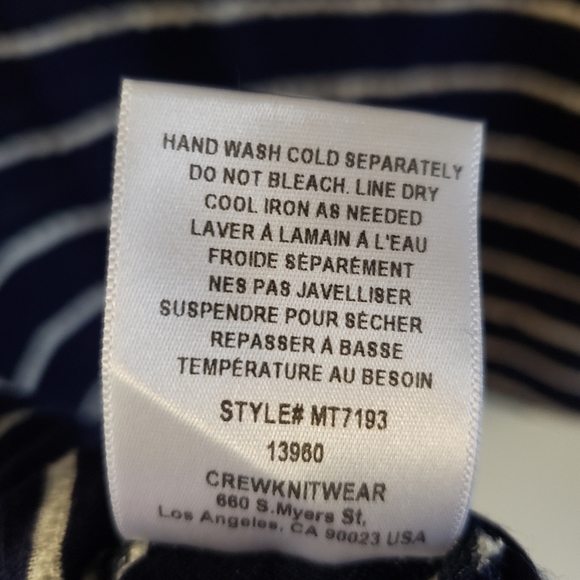 HAND WASH COLD SEPARATELY
DO NOT BLEACH. LINE DRY
COOL IRON AS NEEDED
LAVER À LAMAIN À L'EAU
FROIDE SÉPARÉMENT
NES PAS JAVELLISER
SUSPENDRE POUR SÉCHER
REPASSER À BASSE
TEMPÉRATURE AU BESOIN
STYLE# MT7193
13960
CREWKNITWEAR
660 S.Myers St,
Los Angeles, CA 90023 USA